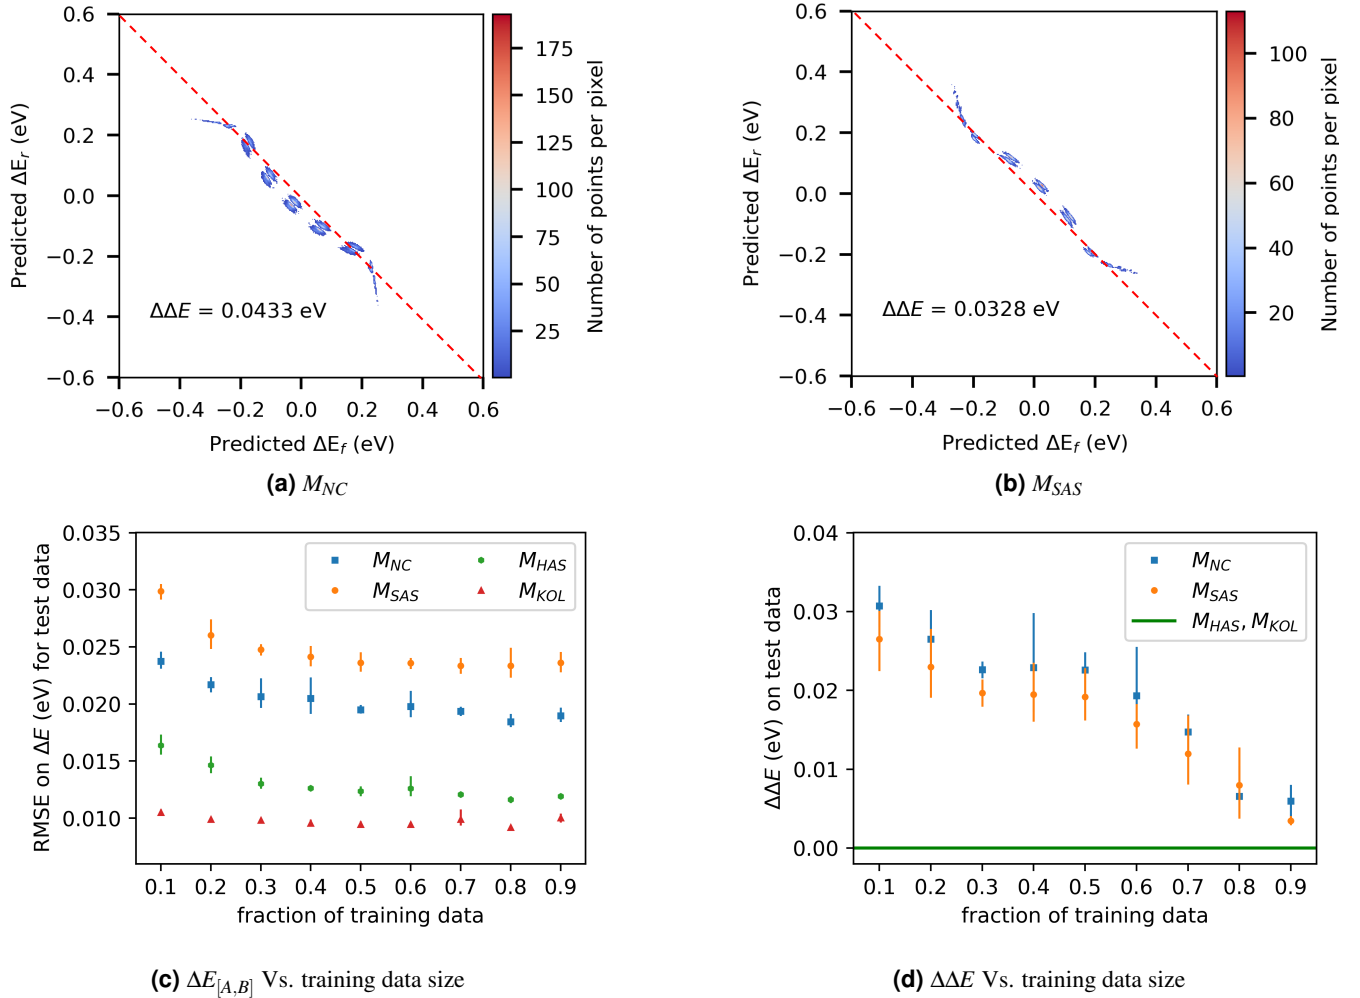 0.6
0.4
0.2
0.0
−0.2
−0.4
−0.6
Predicted ΔE_r (eV)
ΔΔE = 0.0433 eV
−0.6 −0.4 −0.2 0.0 0.2 0.4 0.6
Predicted ΔE_f (eV)
175
150
125
100
75
50
25
Number of points per pixel
(a) M_NC
0.6
0.4
0.2
0.0
−0.2
−0.4
−0.6
Predicted ΔE_r (eV)
ΔΔE = 0.0328 eV
−0.6 −0.4 −0.2 0.0 0.2 0.4 0.6
Predicted ΔE_f (eV)
100
80
60
40
20
Number of points per pixel
(b) M_SAS
0.035
0.030
0.025
0.020
0.015
0.010
RMSE on ΔE (eV) for test data
M_NC
M_SAS
M_HAS
M_KOL
0.1 0.2 0.3 0.4 0.5 0.6 0.7 0.8 0.9
fraction of training data
(c) ΔE_[A,B] Vs. training data size
0.04
0.03
0.02
0.01
0.00
ΔΔE (eV) on test data
M_NC
M_SAS
M_HAS, M_KOL
0.1 0.2 0.3 0.4 0.5 0.6 0.7 0.8 0.9
fraction of training data
(d) ΔΔE Vs. training data size